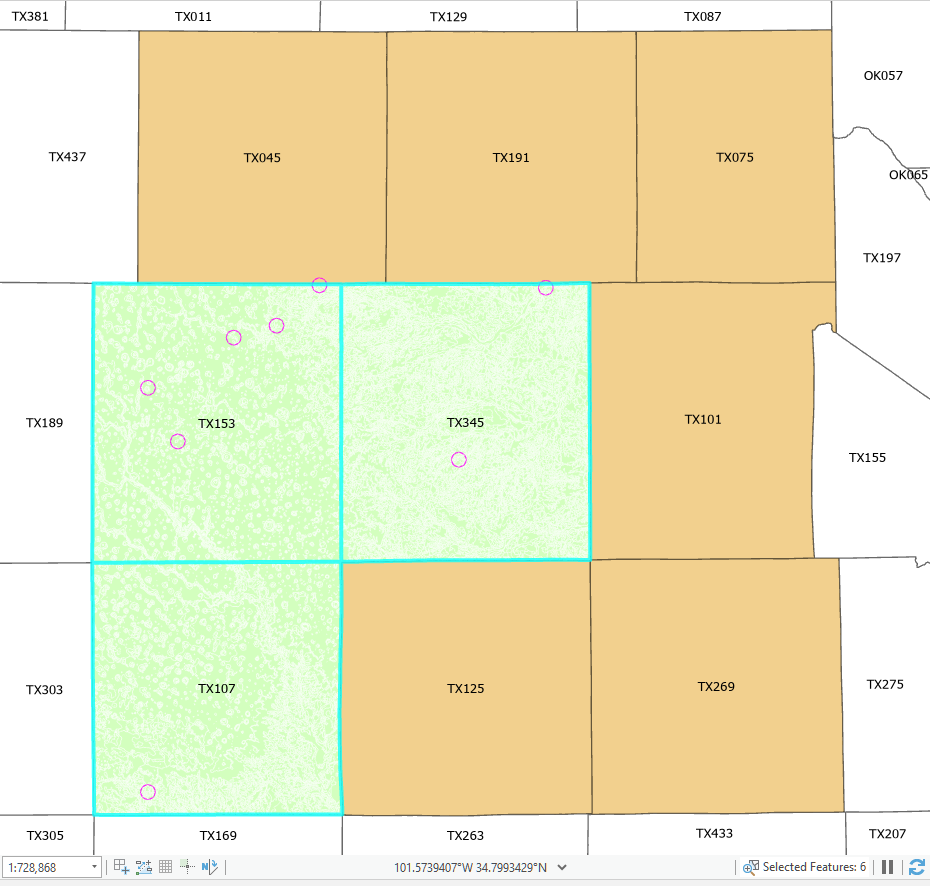 TX381 TX011 TX129 TX087
OK057
TX437 TX045 TX191 TX075
OK065
TX197
TX189 TX153 TX345 TX101
TX155
TX303 TX107 TX125 TX269 TX275
TX305 TX169 TX263 TX433 TX207
1:728,868 101.5739407°W 34.7993429°N Selected Features: 6